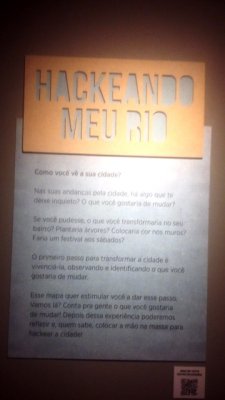 HACKEANDO
MEU RIO
Como você vê a sua cidade?
Nas suas andanças pela cidade, há algo que te
deixe inquieto? O que você gostaria de mudar?
Se você pudesse, o que você transformaria no seu
bairro? Plantaria árvores? Colocaria cor nos muros?
Faria um festival aos sábados?
O primeiro passo para transformar a cidade é
vivenciá-la, observando e identificando o que você
gostaria de mudar.
Esse mapa quer estimular você a dar esse passo.
Vamos lá? Conta pra gente o que você gostaria
de mudar! Depois dessa experiência poderemos
refletir e, quem sabe, colocar a mão na massa para
hackear a cidade!